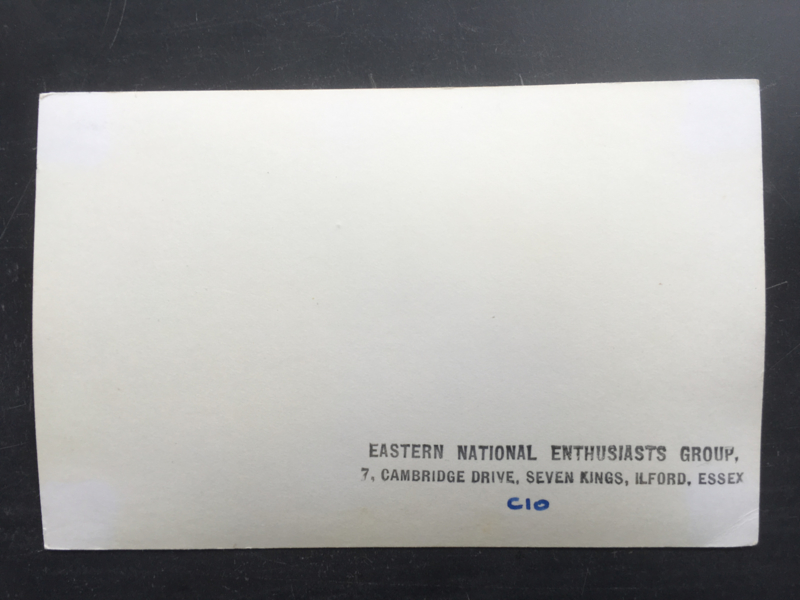 EASTERN NATIONAL ENTHUSIASTS GROUP,
7, CAMBRIDGE DRIVE, SEVEN KINGS, ILFORD, ESSEX
C10